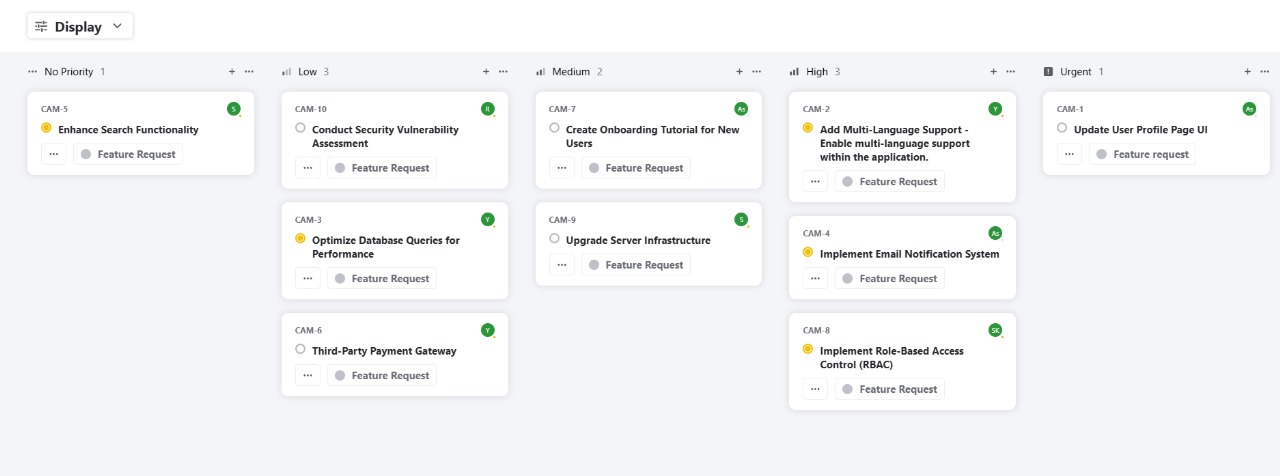 Display
No Priority 1
CAM-5
S
Enhance Search Functionality
Feature Request
Low 3
CAM-10
R
Conduct Security Vulnerability
Assessment
Feature Request
CAM-3
Y
Optimize Database Queries for
Performance
Feature Request
CAM-6
Y
Third-Party Payment Gateway
Feature Request
Medium 2
CAM-7
As
Create Onboarding Tutorial for New
Users
Feature Request
CAM-9
S
Upgrade Server Infrastructure
Feature Request
High 3
CAM-2
Y
Add Multi-Language Support -
Enable multi-language support
within the application.
Feature Request
CAM-4
As
Implement Email Notification System
Feature Request
CAM-8
SK
Implement Role-Based Access
Control (RBAC)
Feature Request
Urgent 1
CAM-1
As
Update User Profile Page UI
Feature request